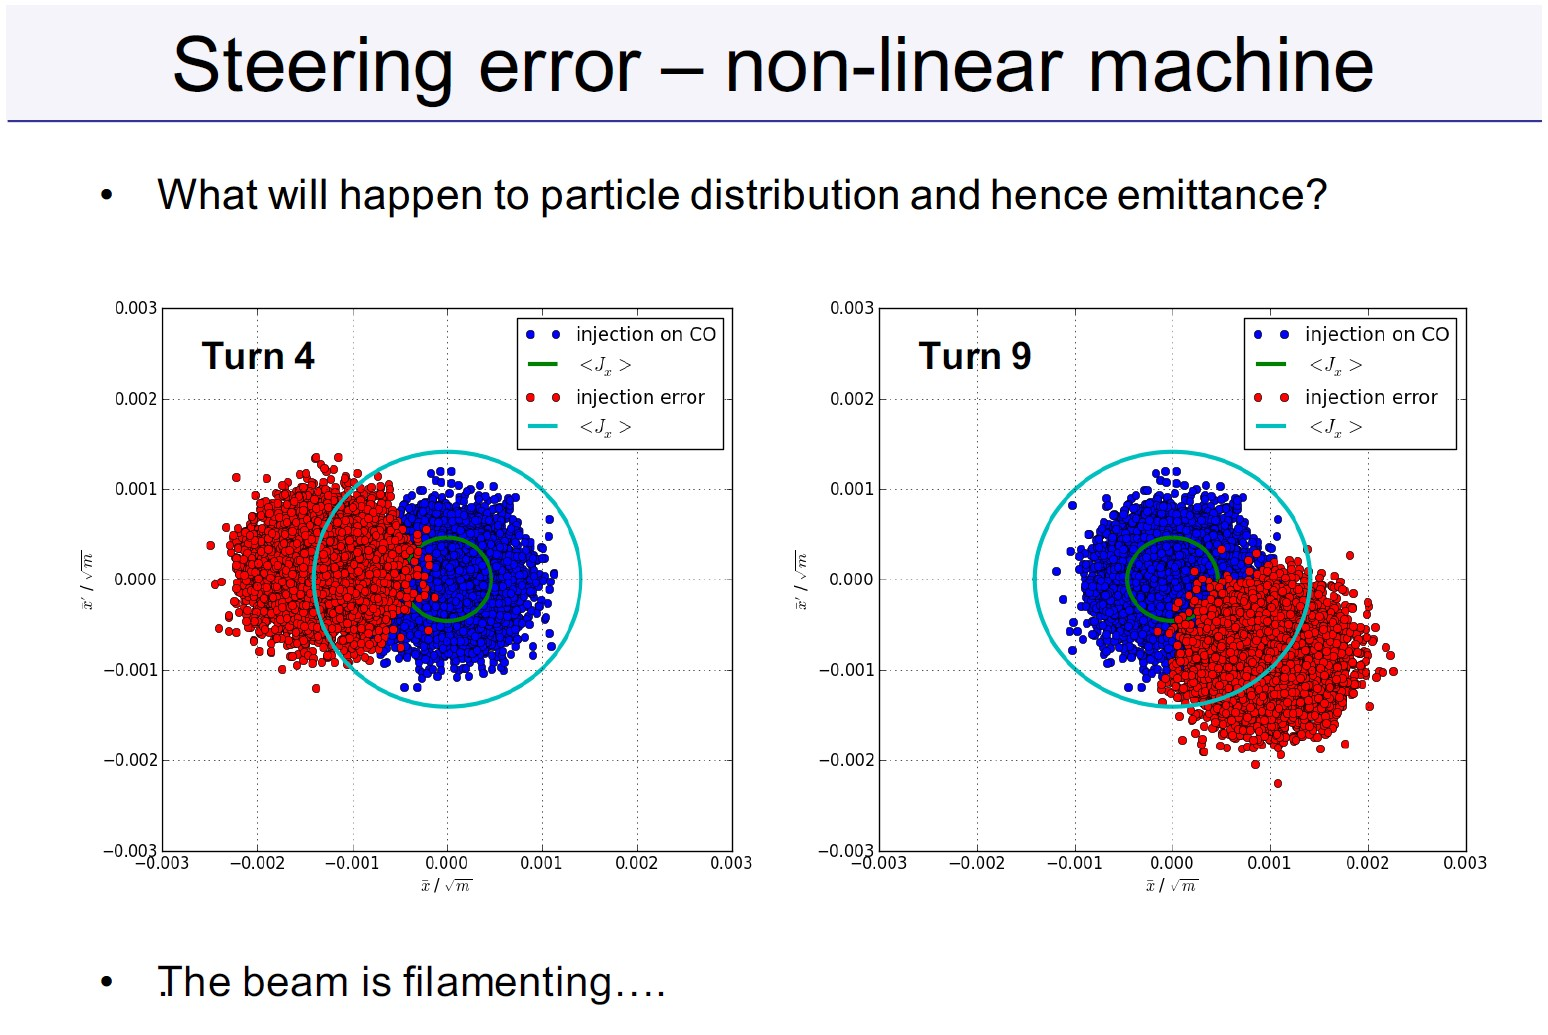 Steering error – non-linear machine
• What will happen to particle distribution and hence emittance?
Turn 4
injection on CO
<J_x>
injection error
<J_x>
0.003
0.002
0.001
0.000
−0.001
−0.002
−0.003
−0.003 −0.002 −0.001 0.000 0.001 0.002 0.003
x̄′ / √m
x̄ / √m
Turn 9
injection on CO
<J_x>
injection error
<J_x>
0.003
0.002
0.001
0.000
−0.001
−0.002
−0.003
−0.003 −0.002 −0.001 0.000 0.001 0.002 0.003
x̄′ / √m
x̄ / √m
• The beam is filamenting….